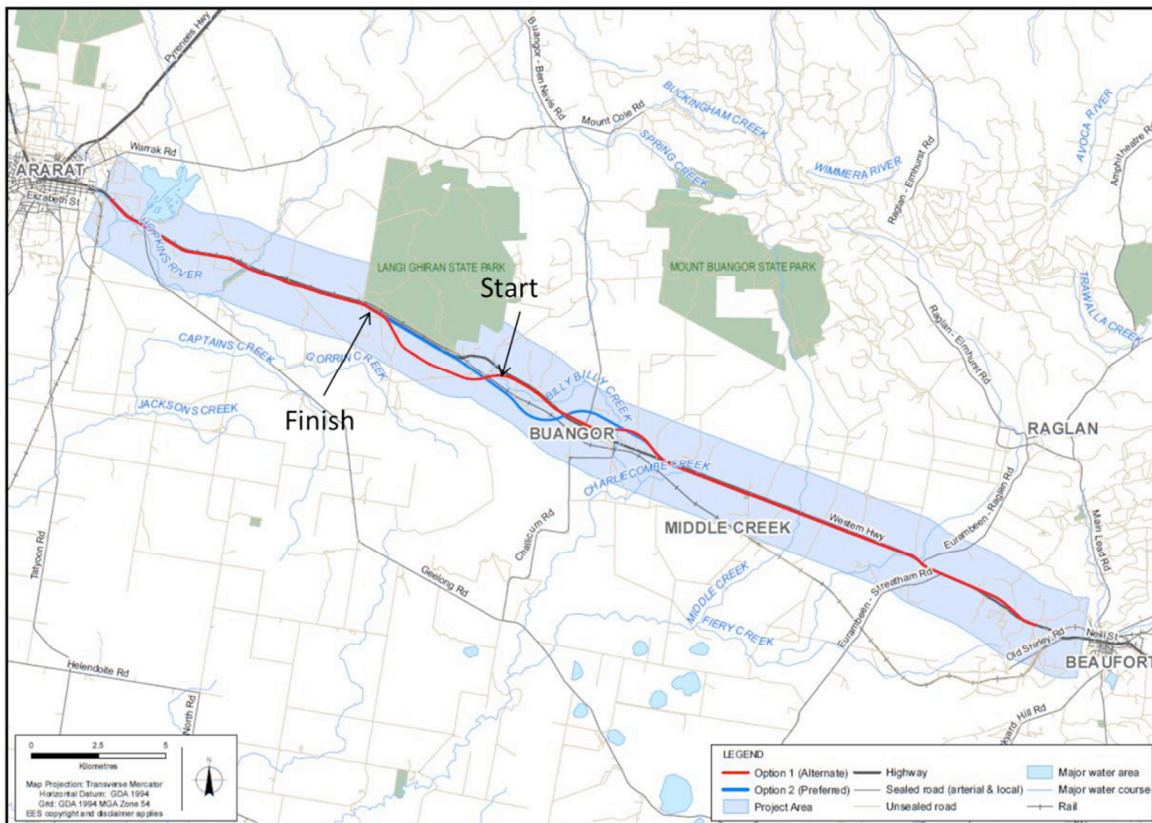 Pyrenees Hwy
Buangor - Ben Nevis Rd
Mount Cole Rd
BUCKINGHAM CREEK
SPRING CREEK
WIMMERA RIVER
AVOCA RIVER
Amphitheatre Rd
Raglan - Elmhurst Rd
Warrak Rd
ARARAT
Elizabeth St
HOPKINS RIVER
LANGI GHIRAN STATE PARK
MOUNT BUANGOR STATE PARK
Start
TRAWALLA CREEK
Raglan - Elmhurst Rd
CAPTAINS CREEK
GORRIN CREEK
JACKSONS CREEK
Finish
BILLY BILLY CREEK
BUANGOR
RAGLAN
CHARLIECOMBE CREEK
MIDDLE CREEK
Western Hwy
Eurambeen - Raglan Rd
Main Lead Rd
Challicum Rd
Tatyoon Rd
Geelong Rd
MIDDLE CREEK
FIERY CREEK
Eurambeen - Streatham Rd
Old Shirley Rd
Neill St
BEAUFORT
Helendoite Rd
North Rd
Hill Rd
0 2.5 5
Kilometres
Map Projection: Transverse Mercator
Horizontal Datum: GDA 1994
Grid: GDA 1994 MGA Zone 54
EES copyright and disclaimer applies
N
LEGEND
Option 1 (Alternate)
Option 2 (Preferred)
Project Area
Highway
Sealed road (arterial & local)
Unsealed road
Major water area
Major water course
Rail